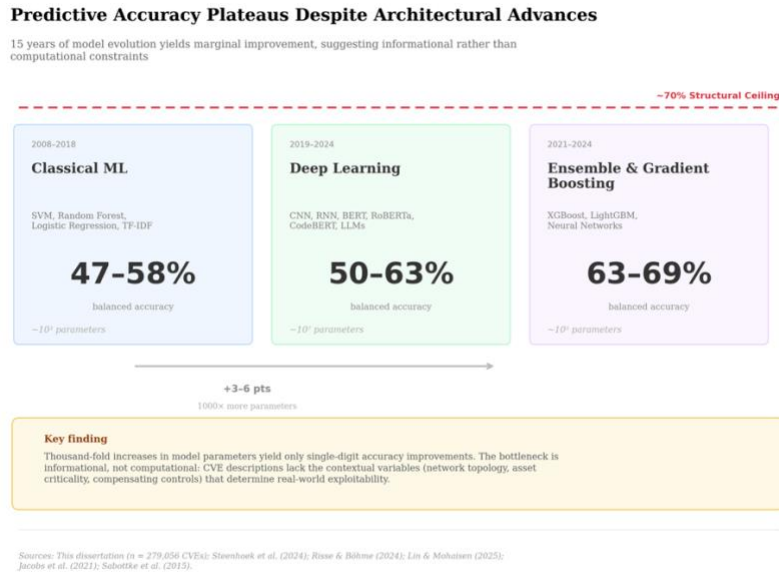 Predictive Accuracy Plateaus Despite Architectural Advances
15 years of model evolution yields marginal improvement, suggesting informational rather than
computational constraints
~70% Structural Ceiling
2008–2018
Classical ML
SVM, Random Forest,
Logistic Regression, TF-IDF
47–58%
balanced accuracy
parameters
2019–2024
Deep Learning
CNN, RNN, BERT, RoBERTa,
CodeBERT, LLMs
50–63%
balanced accuracy
parameters
2021–2024
Ensemble & Gradient
Boosting
XGBoost, LightGBM,
Neural Networks
63–69%
balanced accuracy
parameters
+3–6 pts
1000× more parameters
Key finding
Thousand-fold increases in model parameters yield only single-digit accuracy improvements. The bottleneck is
informational, not computational: CVE descriptions lack the contextual variables (network topology, asset
criticality, compensating controls) that determine real-world exploitability.
Sources: This dissertation (n = 279,056 CVEs); Steenhoek et al. (2024); Risse & Böhme (2024); Lin & Mohaisen (2025);
Jacobs et al. (2021); Sabottke et al. (2015).